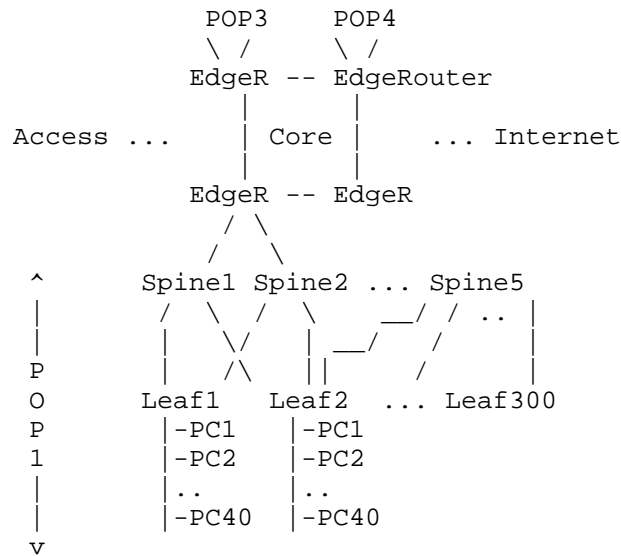 POP3 POP4
EdgeR -- EdgeRouter
Access ... Core ... Internet
EdgeR -- EdgeR
Spine1 Spine2 ... Spine5
..
P
O Leaf1 Leaf2 ... Leaf300
P |-PC1 |-PC1
1 |-PC2 |-PC2
|.. |..
|-PC40 |-PC40
v